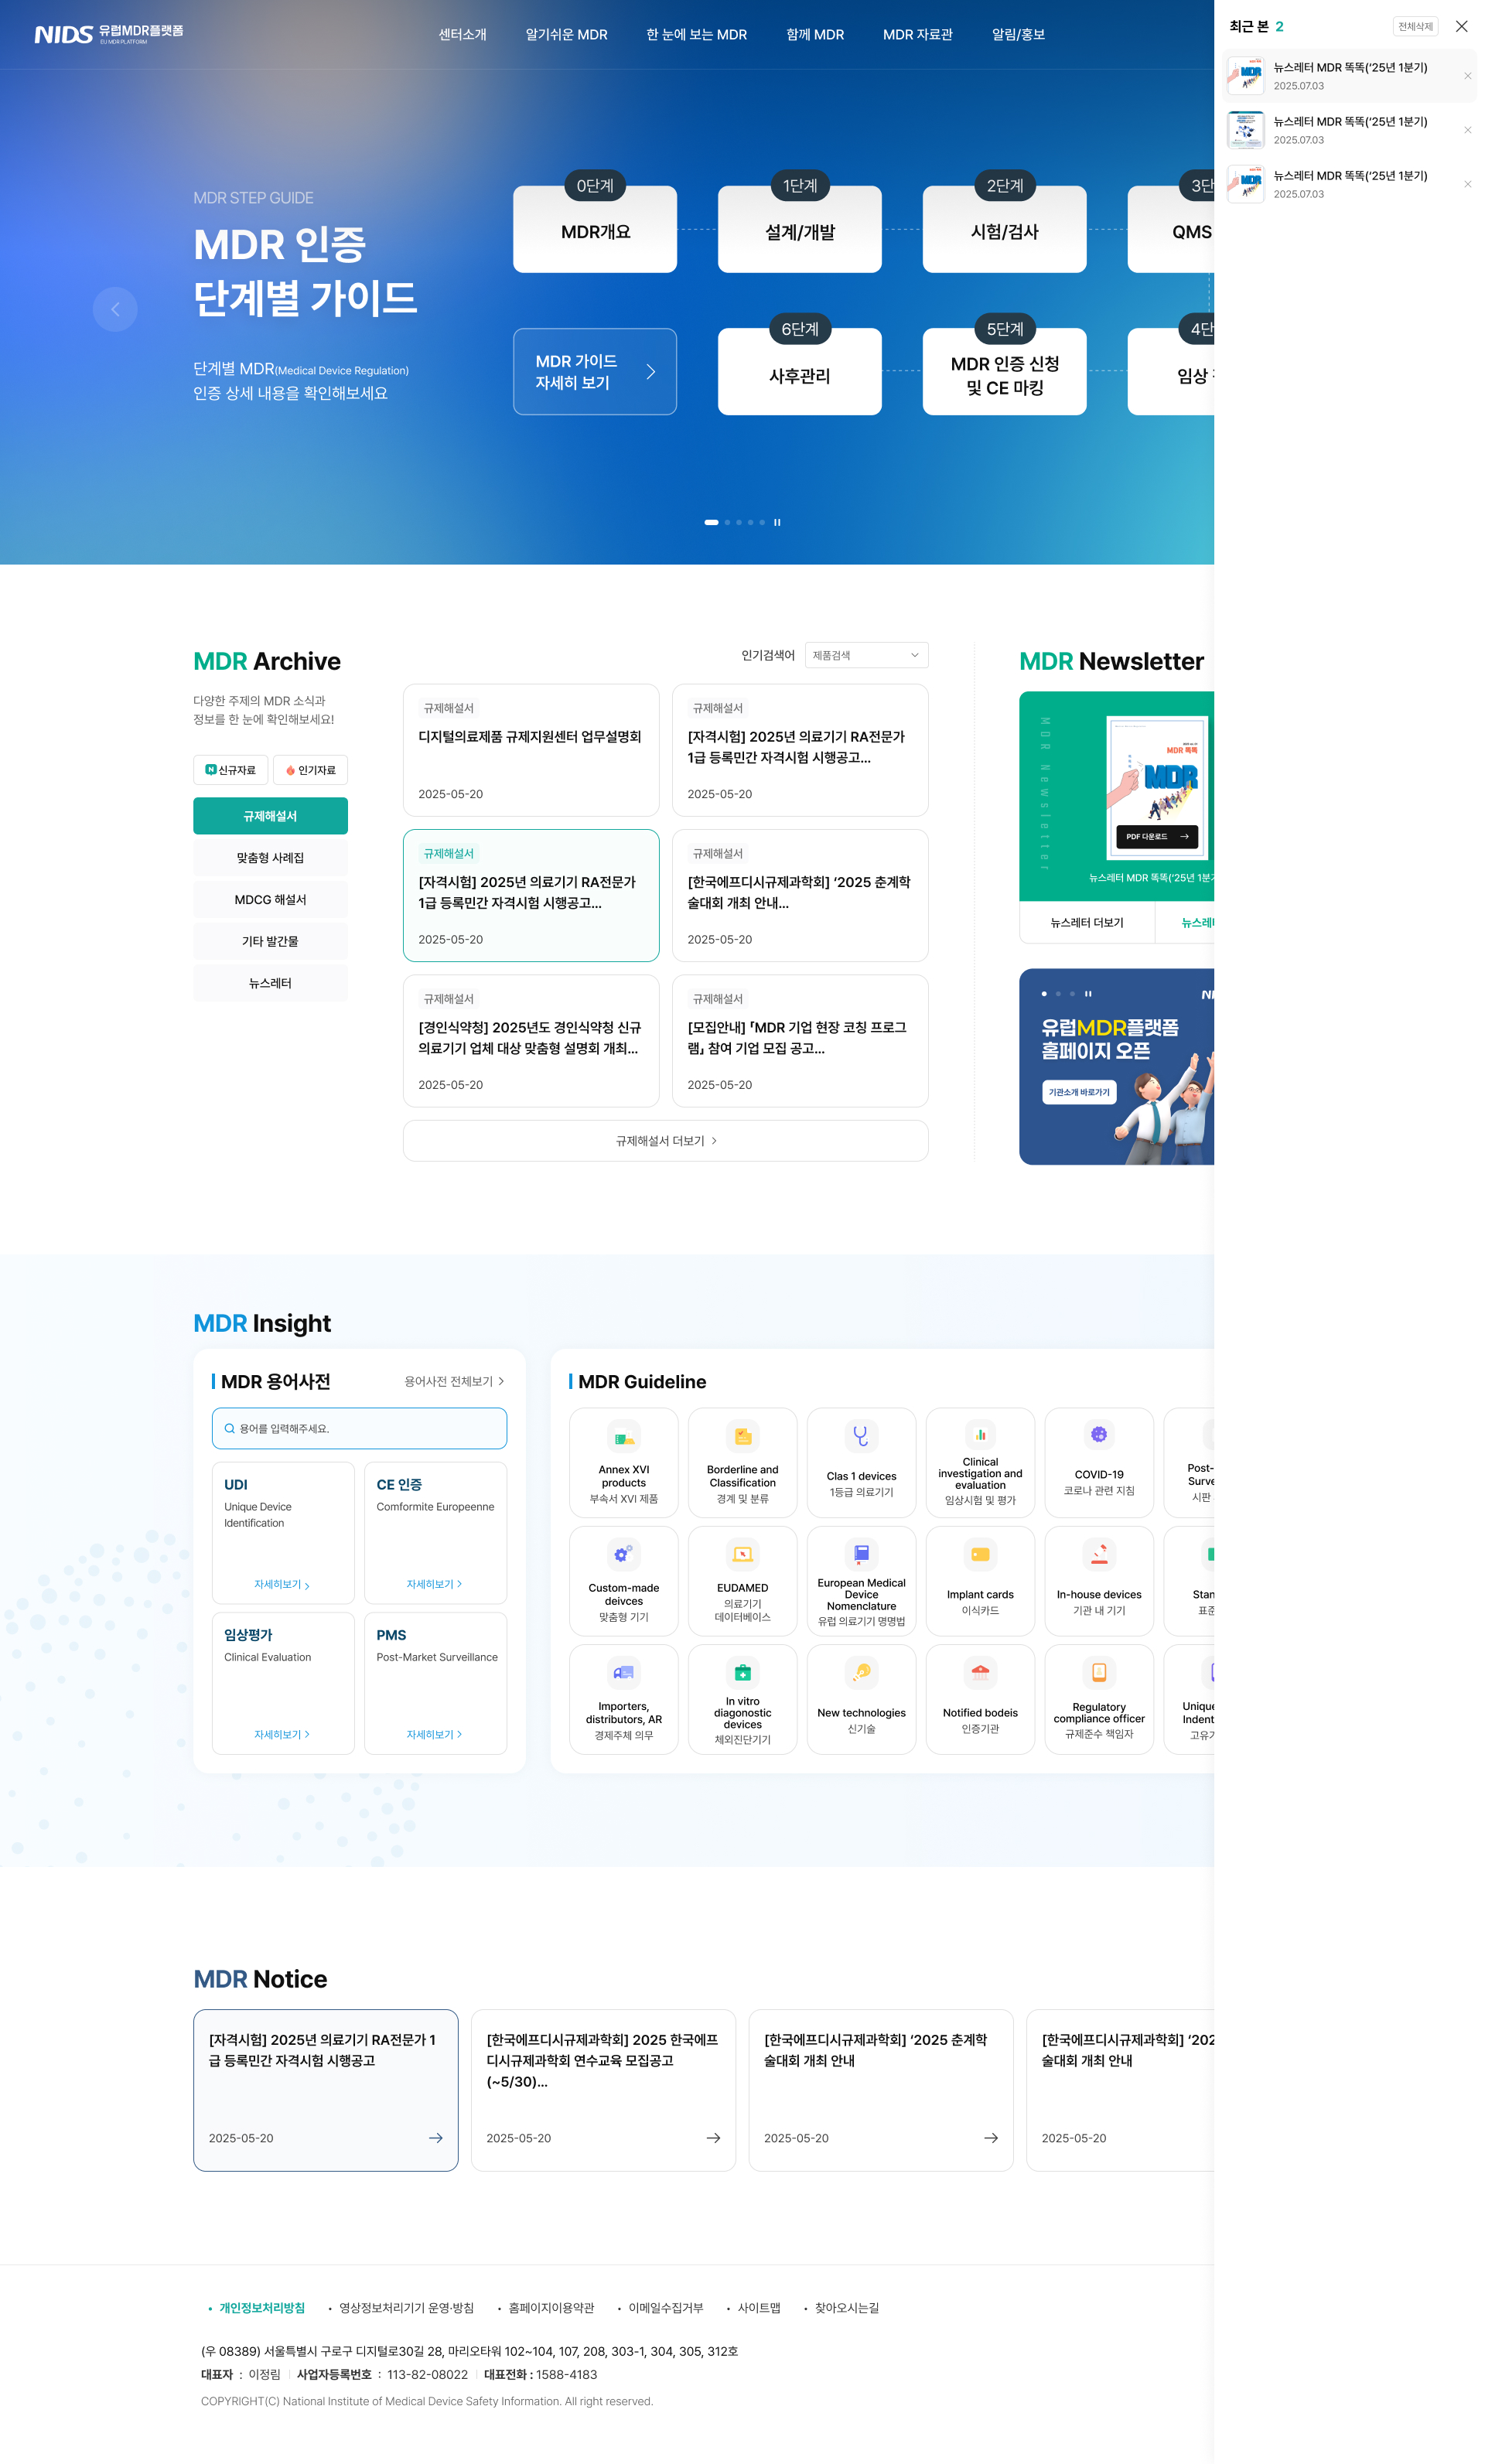 NIDS 유럽MDR플랫폼
EU MDR PLATFORM
센터소개
알기쉬운 MDR
한 눈에 보는 MDR
함께 MDR
MDR 자료관
알림/홍보
MDR STEP GUIDE
MDR 인증
단계별 가이드
단계별 MDR(Medical Device Regulation)
인증 상세 내용을 확인해보세요
0단계
MDR개요
1단계
설계/개발
2단계
시험/검사
3단
QMS
MDR 가이드
자세히 보기
6단계
사후관리
5단계
MDR 인증 신청
및 CE 마킹
4단
임상
최근 본 2
전체삭제
뉴스레터 MDR 똑똑('25년 1분기)
2025.07.03
뉴스레터 MDR 똑똑('25년 1분기)
2025.07.03
뉴스레터 MDR 똑똑('25년 1분기)
2025.07.03
MDR Archive
다양한 주제의 MDR 소식과
정보를 한 눈에 확인해보세요!
신규자료
인기자료
규제해설서
맞춤형 사례집
MDCG 해설서
기타 발간물
뉴스레터
인기검색어
제품검색
규제해설서
디지털의료제품 규제지원센터 업무설명회
2025-05-20
규제해설서
[자격시험] 2025년 의료기기 RA전문가
1급 등록민간 자격시험 시행공고...
2025-05-20
규제해설서
[자격시험] 2025년 의료기기 RA전문가
1급 등록민간 자격시험 시행공고...
2025-05-20
규제해설서
[한국에프디시규제과학회] ‘2025 춘계학
술대회 개최 안내...
2025-05-20
규제해설서
[경인식약청] 2025년도 경인식약청 신규
의료기기 업체 대상 맞춤형 설명회 개최...
2025-05-20
규제해설서
[모집안내] 「MDR 기업 현장 코칭 프로그
램」 참여 기업 모집 공고...
2025-05-20
규제해설서 더보기
MDR Newsletter
MDR Newsletter
MDR 똑똑
MDR
PDF 다운로드
뉴스레터 MDR 똑똑('25년 1분
뉴스레터 더보기
뉴스레
유럽MDR플랫폼
홈페이지 오픈
기관소개 바로가기
MDR Insight
MDR 용어사전
용어사전 전체보기
용어를 입력해주세요.
UDI
Unique Device
Identification
자세히보기
CE 인증
Comformite Europeenne
자세히보기
임상평가
Clinical Evaluation
자세히보기
PMS
Post-Market Surveillance
자세히보기
MDR Guideline
Annex XVI
products
부속서 XVI 제품
Borderline and
Classification
경계 및 분류
Clas 1 devices
1등급 의료기기
Clinical
investigation and
evaluation
임상시험 및 평가
COVID-19
코로나 관련 지침
Post-
Surve
시판
Custom-made
deivces
맞춤형 기기
EUDAMED
의료기기
데이터베이스
European Medical
Device
Nomenclature
유럽 의료기기 명명법
Implant cards
이식카드
In-house devices
기관 내 기기
Stan
표준
Importers,
distributors, AR
경제주체 의무
In vitro
diagonostic
devices
체외진단기기
New technologies
신기술
Notified bodeis
인증기관
Regulatory
compliance officer
규제준수 책임자
Unique
Indent
고유기
MDR Notice
[자격시험] 2025년 의료기기 RA전문가 1
급 등록민간 자격시험 시행공고
2025-05-20
[한국에프디시규제과학회] 2025 한국에프
디시규제과학회 연수교육 모집공고
(~5/30)...
2025-05-20
[한국에프디시규제과학회] ‘2025 춘계학
술대회 개최 안내
2025-05-20
[한국에프디시규제과학회] ‘202
술대회 개최 안내
2025-05-20
개인정보처리방침
영상정보처리기기 운영·방침
홈페이지이용약관
이메일수집거부
사이트맵
찾아오시는길
(우 08389) 서울특별시 구로구 디지털로30길 28, 마리오타워 102~104, 107, 208, 303-1, 304, 305, 312호
대표자 : 이정림 사업자등록번호 : 113-82-08022 대표전화 : 1588-4183
COPYRIGHT(C) National Institute of Medical Device Safety Information. All right reserved.